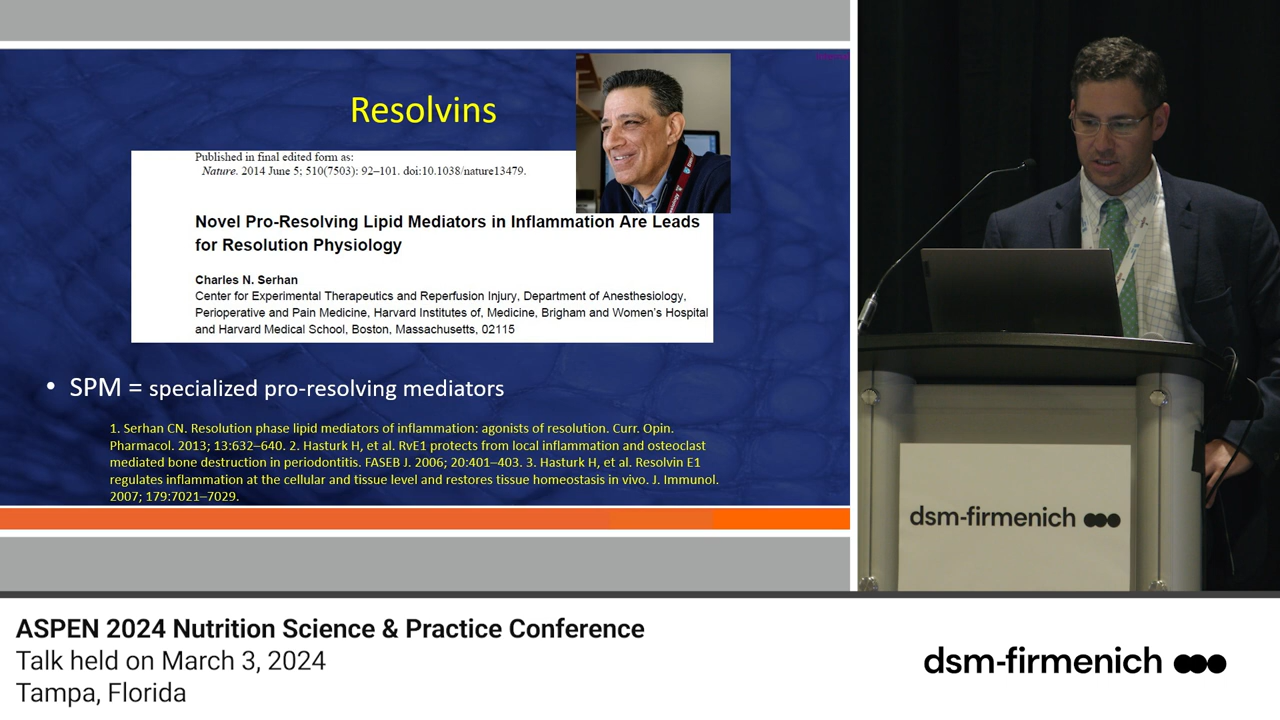 Resolvins
Published in final edited form as:
Nature. 2014 June 5; 510(7503): 92–101. doi:10.1038/nature13479.
Novel Pro-Resolving Lipid Mediators in Inflammation Are Leads
for Resolution Physiology
Charles N. Serhan
Center for Experimental Therapeutics and Reperfusion Injury, Department of Anesthesiology,
Perioperative and Pain Medicine, Harvard Institutes of, Medicine, Brigham and Women's Hospital
and Harvard Medical School, Boston, Massachusetts, 02115
• SPM = specialized pro-resolving mediators
1. Serhan CN. Resolution phase lipid mediators of inflammation: agonists of resolution. Curr. Opin.
Pharmacol. 2013; 13:632–640. 2. Hasturk H, et al. RvE1 protects from local inflammation and osteoclast
mediated bone destruction in periodontitis. FASEB J. 2006; 20:401–403. 3. Hasturk H, et al. Resolvin E1
regulates inflammation at the cellular and tissue level and restores tissue homeostasis in vivo. J. Immunol.
2007; 179:7021–7029.
dsm-firmenich
ASPEN 2024 Nutrition Science & Practice Conference
Talk held on March 3, 2024
Tampa, Florida
dsm-firmenich